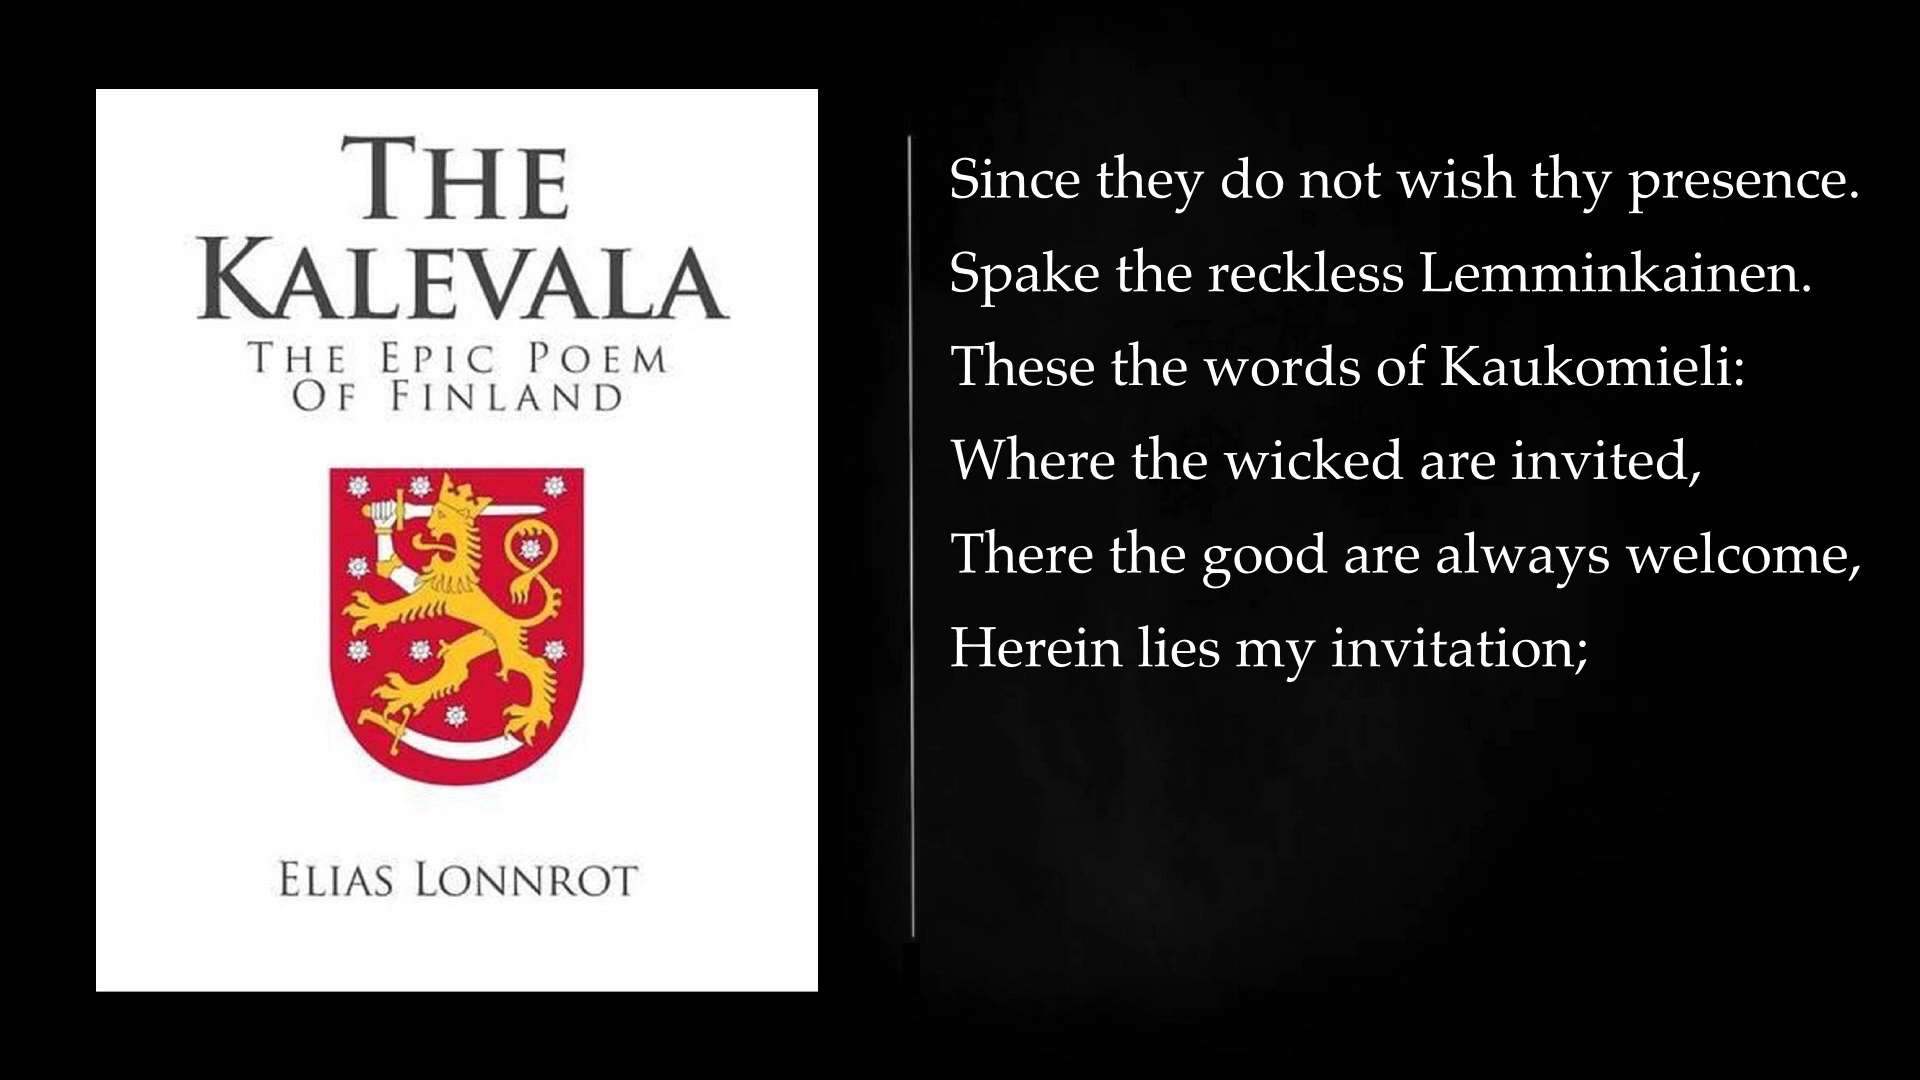 THE
KALEVALA
THE EPIC POEM
OF FINLAND
ELIAS LONNROT
Since they do not wish thy presence.
Spake the reckless Lemminkainen.
These the words of Kaukomieli:
Where the wicked are invited,
There the good are always welcome,
Herein lies my invitation;